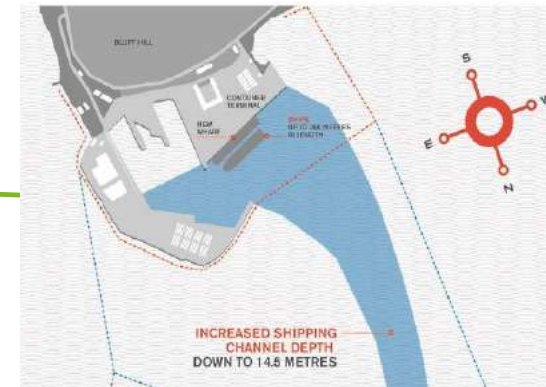 BLUFF HILL
CONTAINER
TERMINAL
NEW
WHARF
SHIPS
UP TO 360 METRES
IN LENGTH
S
W
E
N
INCREASED SHIPPING
CHANNEL DEPTH
DOWN TO 14.5 METRES